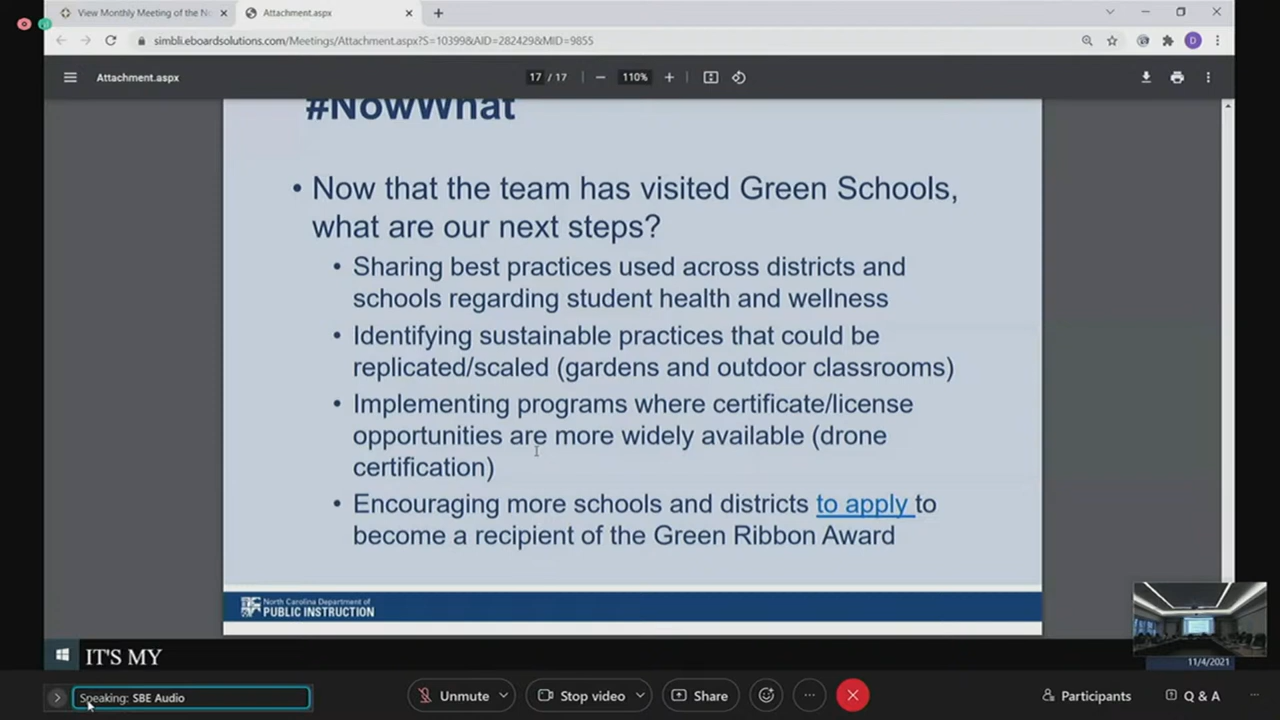 View Monthly Meeting of the N
Attachment.aspx
simbli.eboardsolutions.com/Meetings/Attachment.aspx?S=10399&AID=282429&MID=9855
D
Attachment.aspx
17 / 17
110%
#NowWhat
• Now that the team has visited Green Schools,
what are our next steps?
• Sharing best practices used across districts and
schools regarding student health and wellness
• Identifying sustainable practices that could be
replicated/scaled (gardens and outdoor classrooms)
• Implementing programs where certificate/license
opportunities are more widely available (drone
certification)
• Encouraging more schools and districts to apply to
become a recipient of the Green Ribbon Award
North Carolina Department of
PUBLIC INSTRUCTION
IT'S MY
11/4/2021
Speaking: SBE Audio
Unmute
Stop video
Share
Participants
Q & A